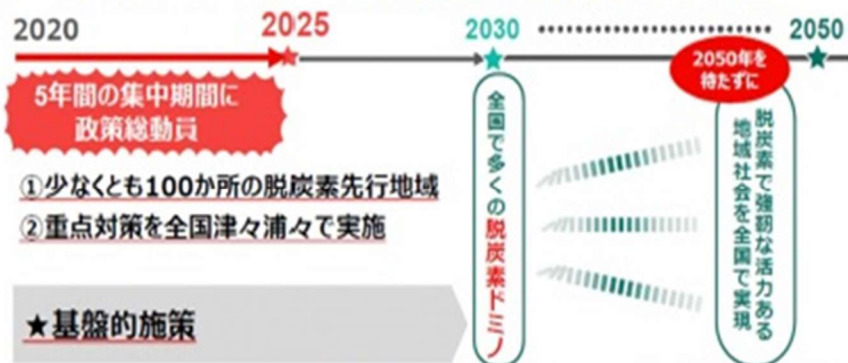 2020
2025
2030
2050
5年間の集中期間に
政策総動員
①少なくとも100か所の脱炭素先行地域
②重点対策を全国津々浦々で実施
★基盤的施策
全国で多くの脱炭素ドミノ
2050年を
待たずに
脱炭素で強靭な活力ある
地域社会を全国で実現